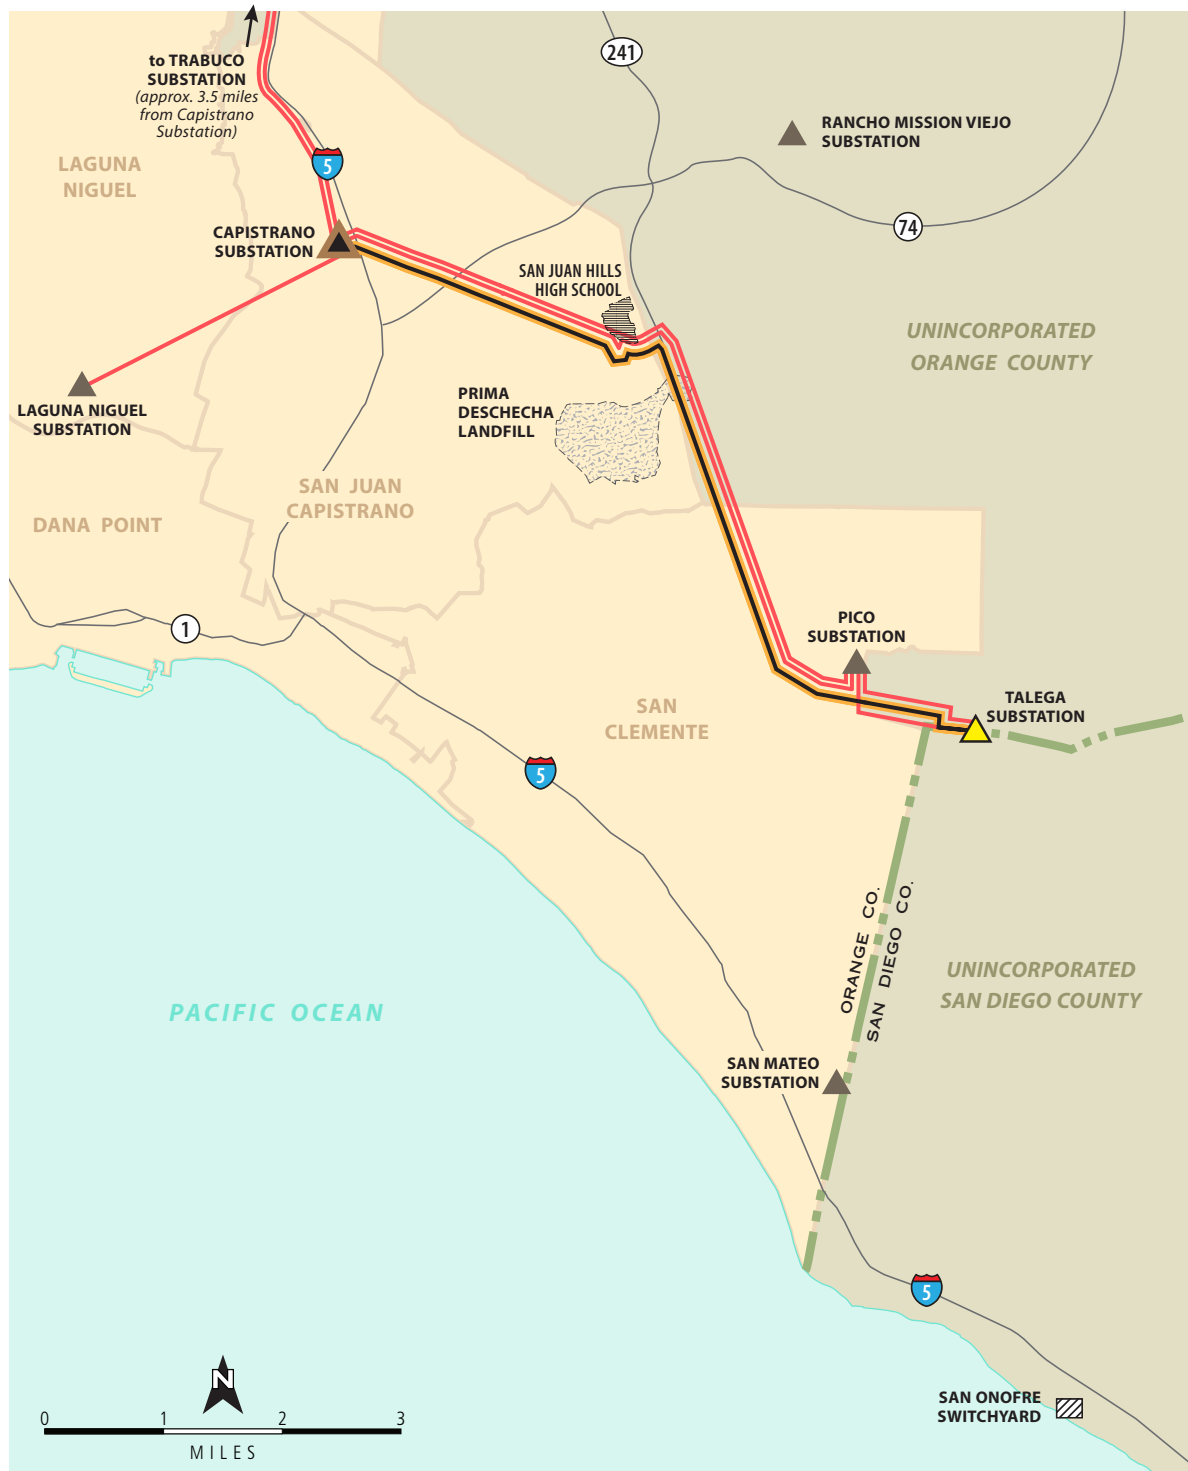 to TRABUCO
SUBSTATION
(approx. 3.5 miles
from Capistrano
Substation)
241
RANCHO MISSION VIEJO
SUBSTATION
LAGUNA
NIGUEL
5
74
CAPISTRANO
SUBSTATION
SAN JUAN HILLS
HIGH SCHOOL
UNINCORPORATED
ORANGE COUNTY
LAGUNA NIGUEL
SUBSTATION
PRIMA
DESCHECHA
LANDFILL
SAN JUAN
CAPISTRANO
DANA POINT
1
PICO
SUBSTATION
TALEGA
SUBSTATION
SAN
CLEMENTE
5
ORANGE CO.
SAN DIEGO CO.
UNINCORPORATED
SAN DIEGO COUNTY
PACIFIC OCEAN
SAN MATEO
SUBSTATION
5
N
SAN ONOFRE
SWITCHYARD
0 1 2 3
MILES